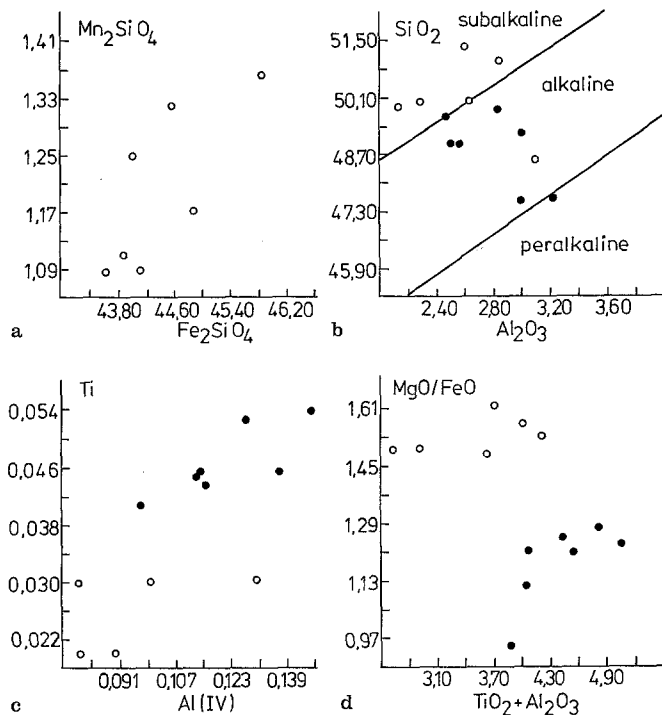 Mn₂SiO₄
1,41
1,33
1,25
1,17
1,09
43,80 44,60 45,40 46,20
Fe₂SiO₄
a
SiO₂
subalkaline
alkaline
peralkaline
51,50
50,10
48,70
47,30
45,90
2,40 2,80 3,20 3,60
Al₂O₃
b
Ti
0,054
0,046
0,038
0,030
0,022
0,091 0,107 0,123 0,139
Al(IV)
c
MgO/FeO
1,61
1,45
1,29
1,13
0,97
3,10 3,70 4,30 4,90
TiO₂+Al₂O₃
d